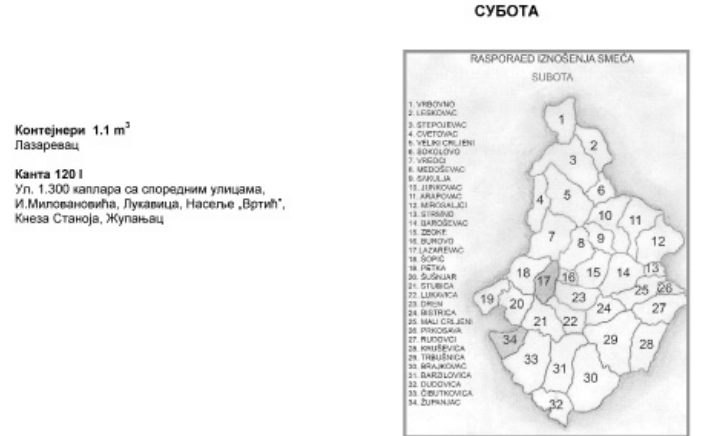 СУБОТА
Контејнери 1.1 m³
Лазаревац
Канта 120 l
Ул. 1.300 каплара са споредним улицама,
И.Миловановића, Лукавица, Насеље „Вртић",
Кнеза Станоја, Жупањац
RASPORAED IZNOŠENJA SMEĆA
SUBOTA
1. VRBOVNO
2. LESKOVAC
3. STEPOJEVAC
4. CVETOVAC
5. VELIKI CRLJENI
6. SOKOLOVO
7. VREOCI
8. MEDOŠEVAC
9. SAKULJA
10. JUNKOVAC
11. ARAPOVAC
12. MIROSALJCI
13. STRMNO
14. BAROŠEVAC
15. ZEOKE
16. BUROVO
17. LAZAREVAC
18. ŠOPIĆ
19. PETKA
20. ŠUŠNJAR
21. STUBICA
22. LUKAVICA
23. DREN
24. BISTRICA
25. MALI CRLJENI
26. PRKOSAVA
27. RUDOVCI
28. KRUŠEVICA
29. TRBUŠNICA
30. BRAJKOVAC
31. BARZILOVICA
32. DUDOVICA
33. ČIBUTKOVICA
34. ŽUPANJAC
1
2
3
4
5
6
10
11
7
8
9
12
18
17
16
15
14
13
19
20
23
25
26
24
27
21
22
34
29
28
33
31
30
32